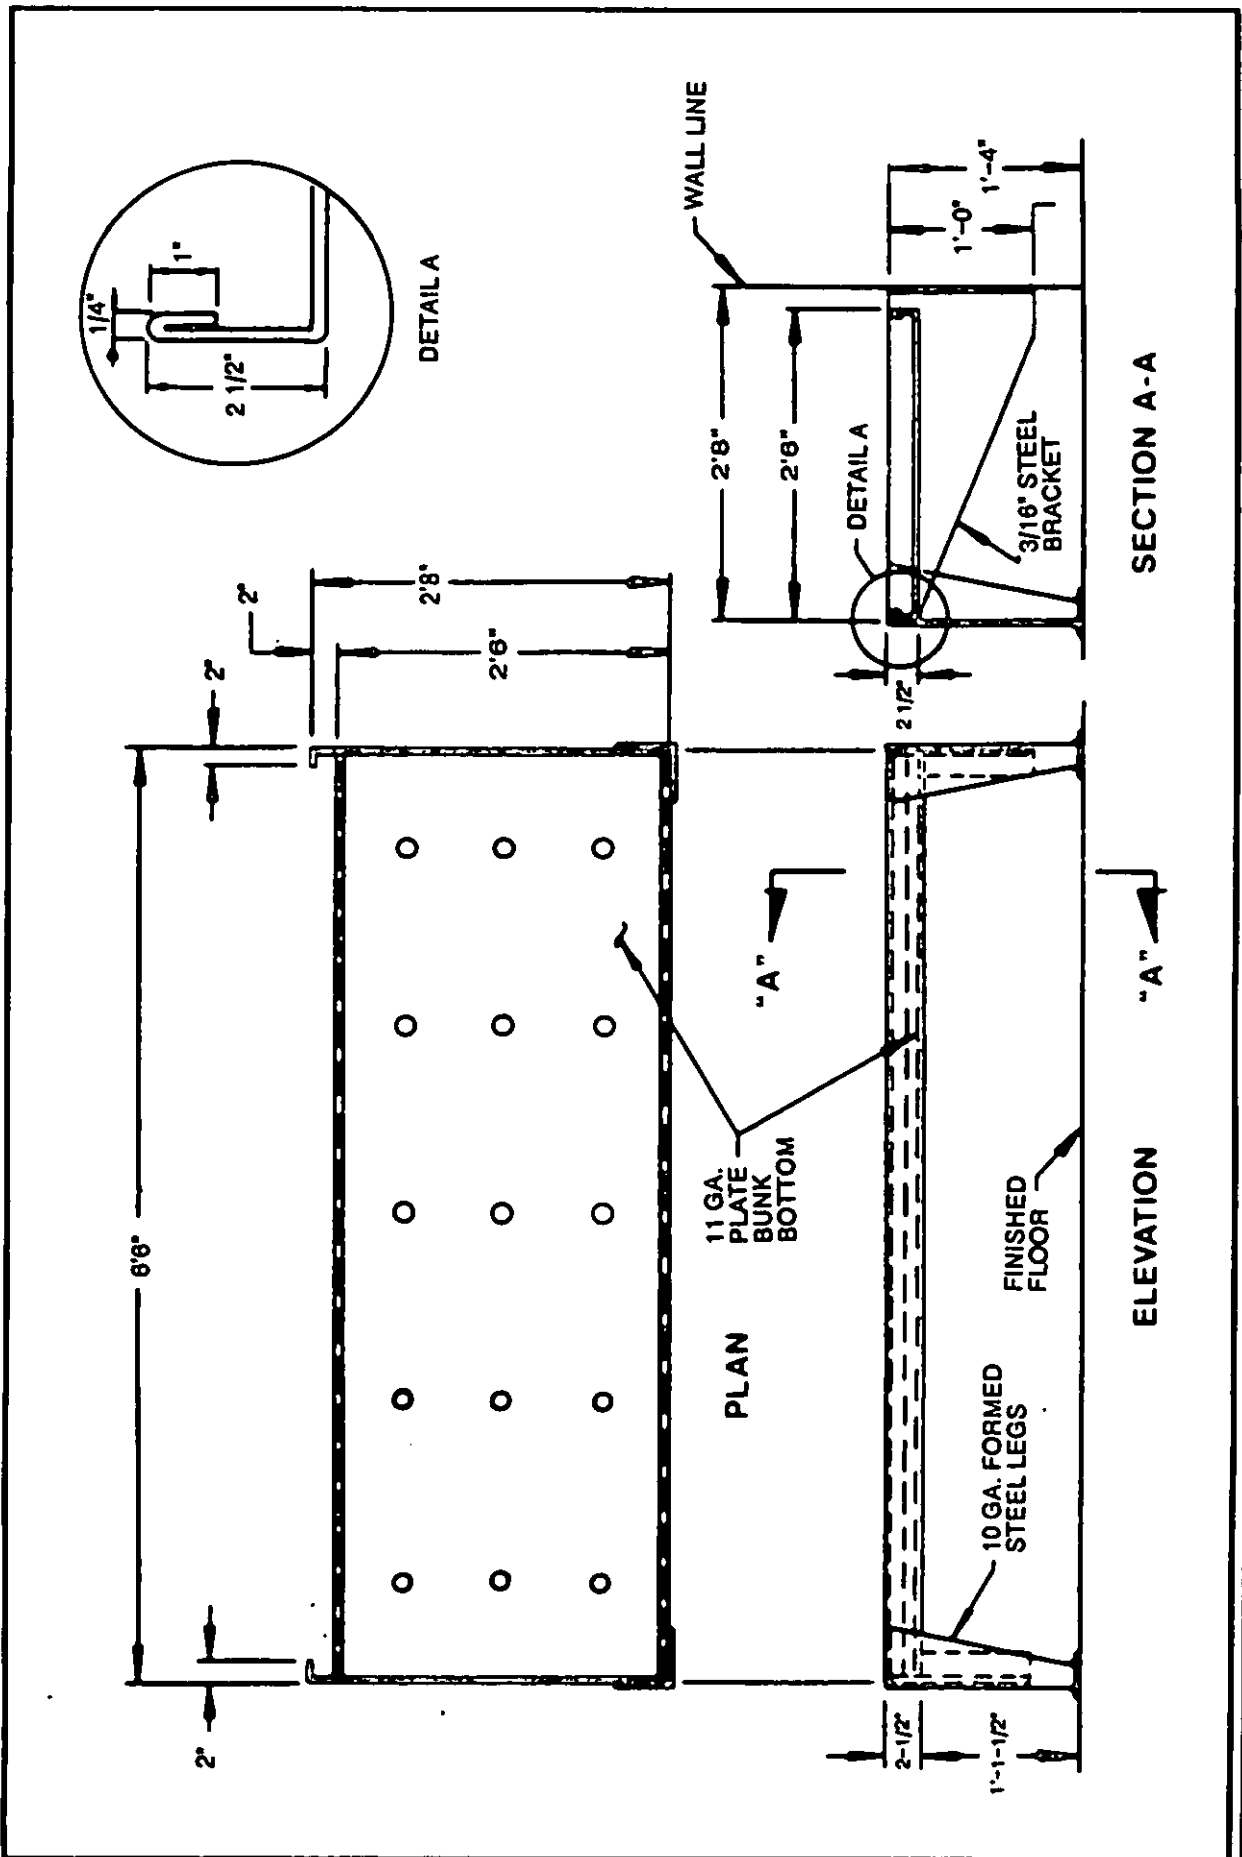 6'6"
2"
2"
2"
2'8"
2'6"
1/4"
1"
2 1/2"
DETAIL A
11 GA.
PLATE
BUNK
BOTTOM
PLAN
"A"
"A"
2-1/2"
1'-1-1/2"
10 GA. FORMED
STEEL LEGS
FINISHED
FLOOR
ELEVATION
WALL LINE
2'8"
2'6"
DETAIL A
2 1/2"
3/16" STEEL
BRACKET
1'-0"
1'-4"
SECTION A-A